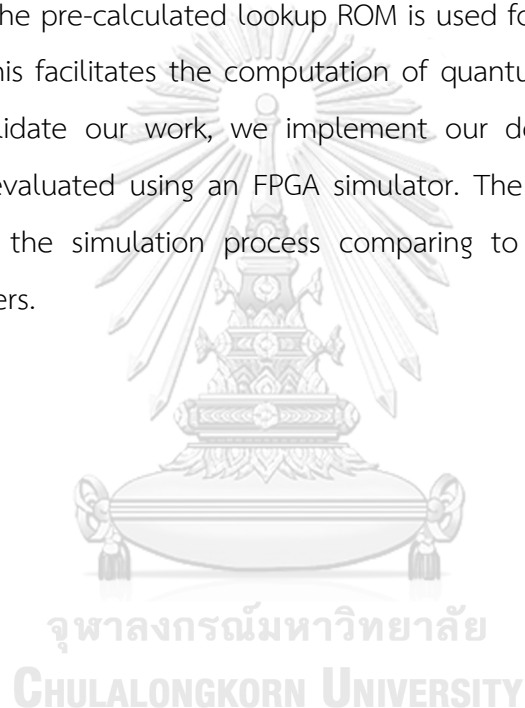 he pre-calculated lookup ROM is used fo
his facilitates the computation of quantu
lidate our work, we implement our de
evaluated using an FPGA simulator. The
the simulation process comparing to
ers.
จุฬาลงกรณ์มหาวิทยาลัย
CHULALONGKORN UNIVERSITY